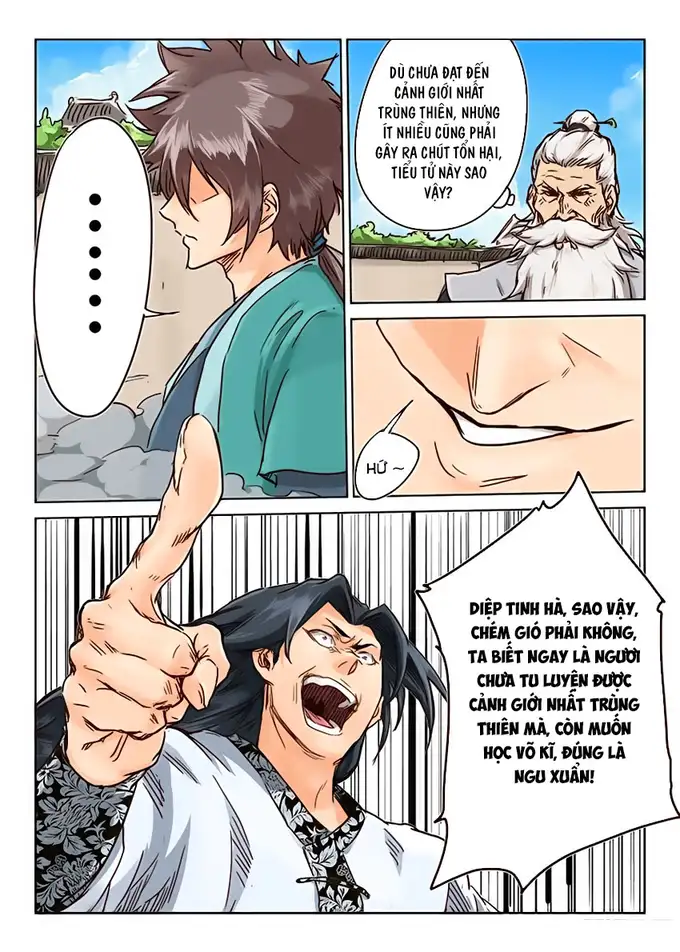 ......
DÙ CHƯA ĐẠT ĐẾN
CẢNH GIỚI NHẤT
TRÙNG THIÊN, NHƯNG
ÍT NHIỀU CŨNG PHẢI
GÂY RA CHÚT TỔN HẠI,
TIỂU TỬ NÀY SAO
VẬY?
HỨ ~
DIỆP TINH HÀ, SAO VẬY,
CHÉM GIÓ PHẢI KHÔNG,
TA BIẾT NGAY LÀ NGƯƠI
CHƯA TU LUYỆN ĐƯỢC
CẢNH GIỚI NHẤT TRÙNG
THIÊN MÀ, CÒN MUỐN
HỌC VÕ KĨ, ĐÚNG LÀ
NGU XUẨN!